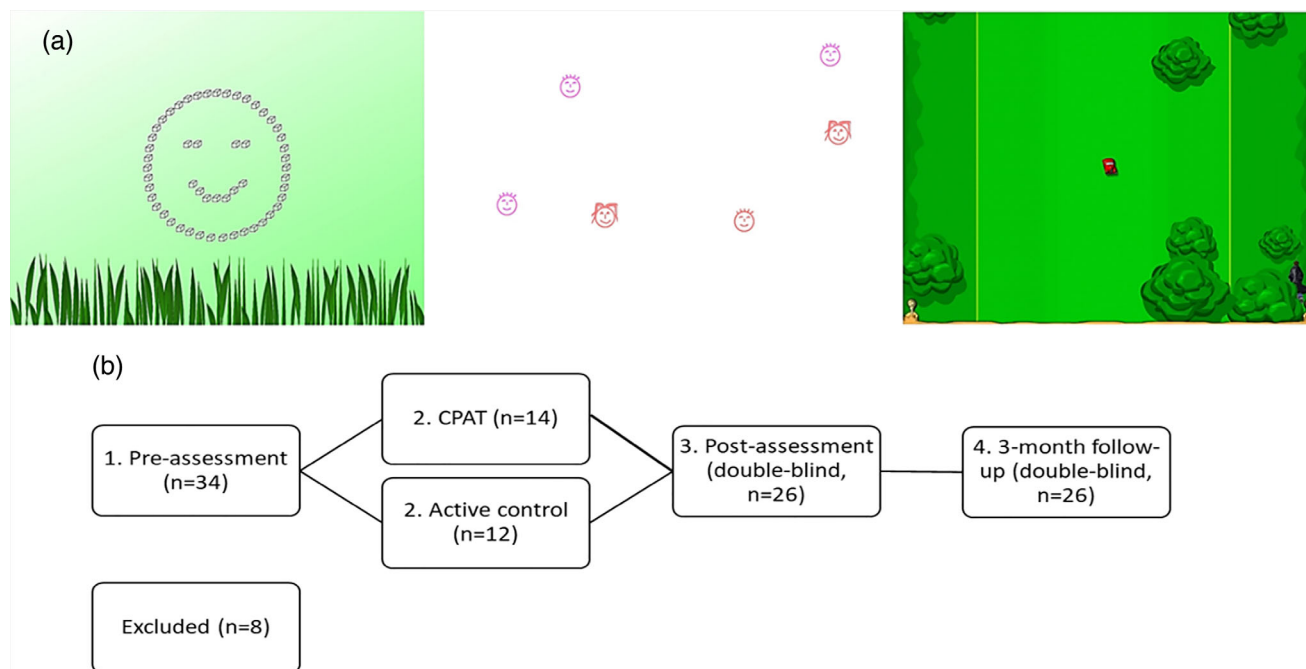 (a)
(b)
1. Pre-assessment
(n=34)
2. CPAT (n=14)
2. Active control
(n=12)
3. Post-assessment
(double-blind,
n=26)
4. 3-month follow-
up (double-blind,
n=26)
Excluded (n=8)